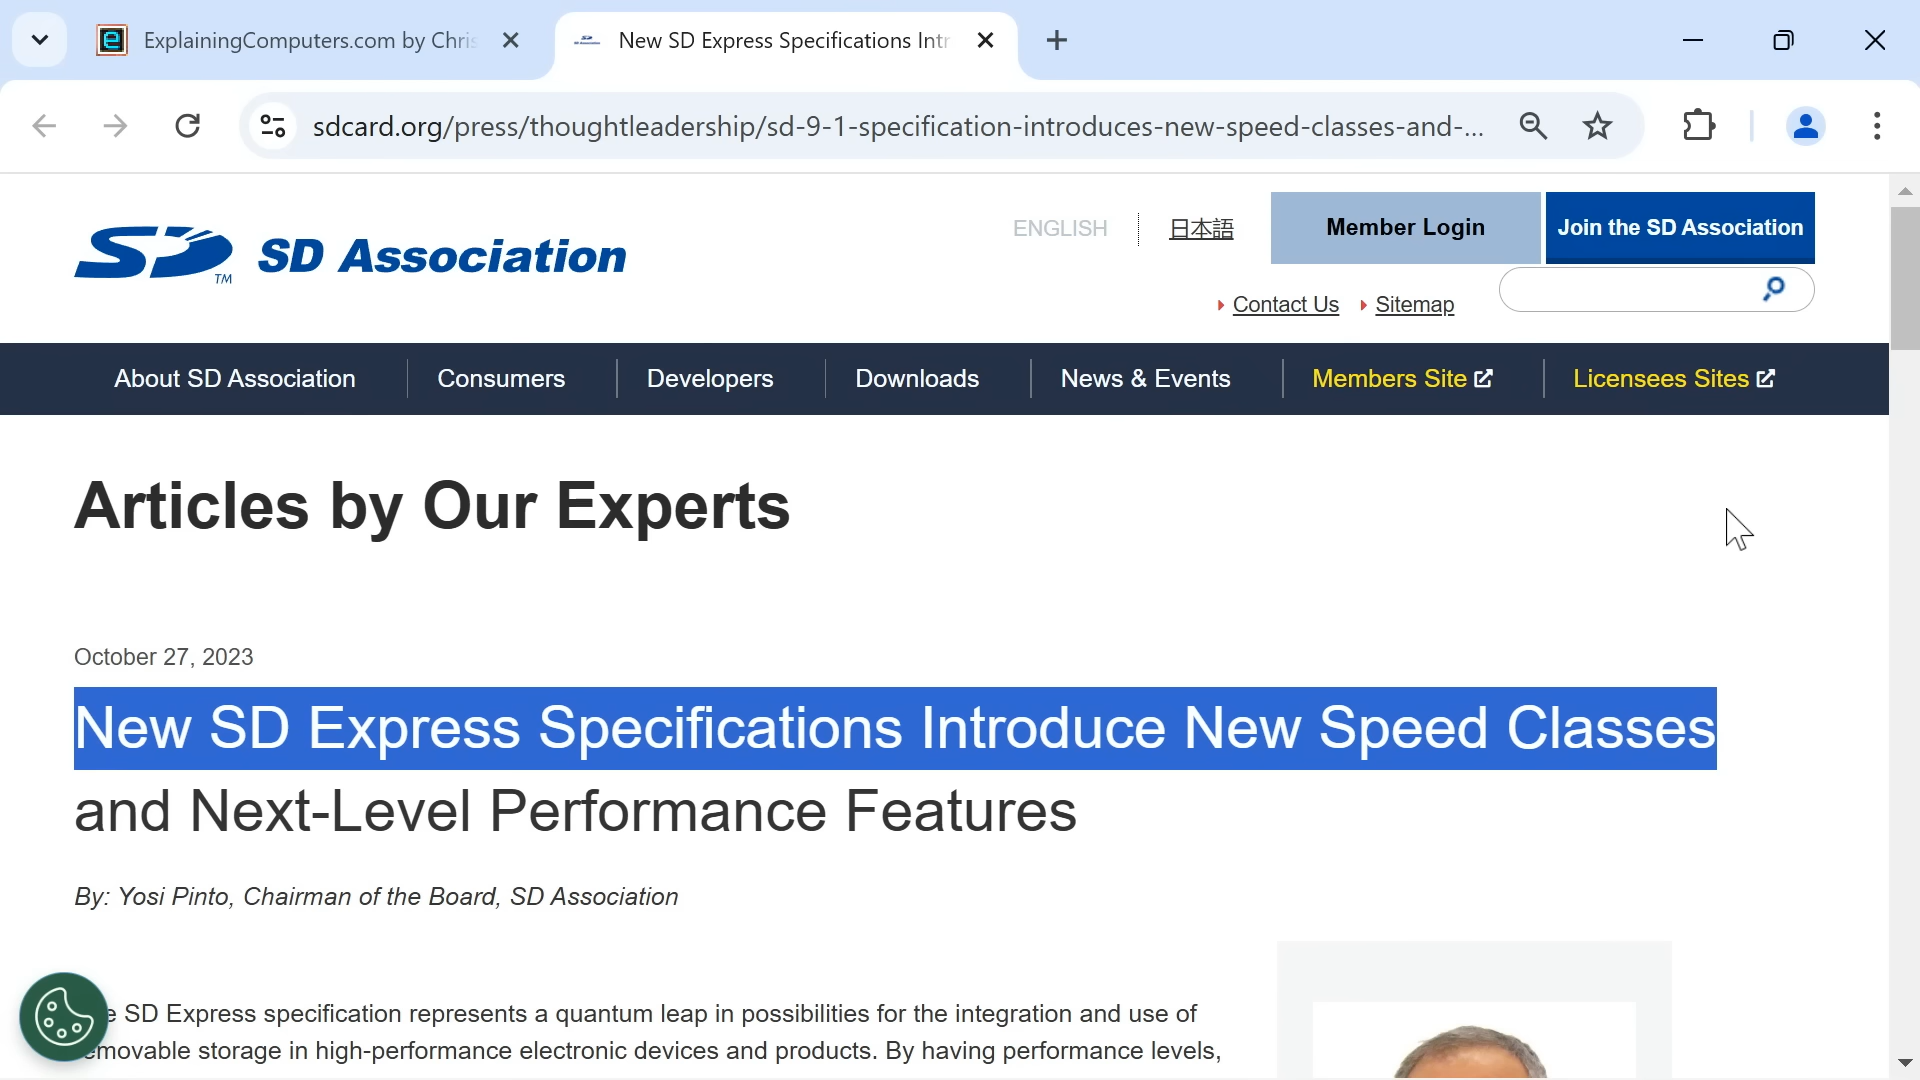 ExplainingComputers.com by Chris
New SD Express Specifications Intr
sdcard.org/press/thoughtleadership/sd-9-1-specification-introduces-new-speed-classes-and-...
SD TM SD Association
ENGLISH
日本語
Member Login
Join the SD Association
Contact Us
Sitemap
About SD Association
Consumers
Developers
Downloads
News & Events
Members Site
Licensees Sites
Articles by Our Experts
October 27, 2023
New SD Express Specifications Introduce New Speed Classes
and Next-Level Performance Features
By: Yosi Pinto, Chairman of the Board, SD Association
SD Express specification represents a quantum leap in possibilities for the integration and use of
emovable storage in high-performance electronic devices and products. By having performance levels,